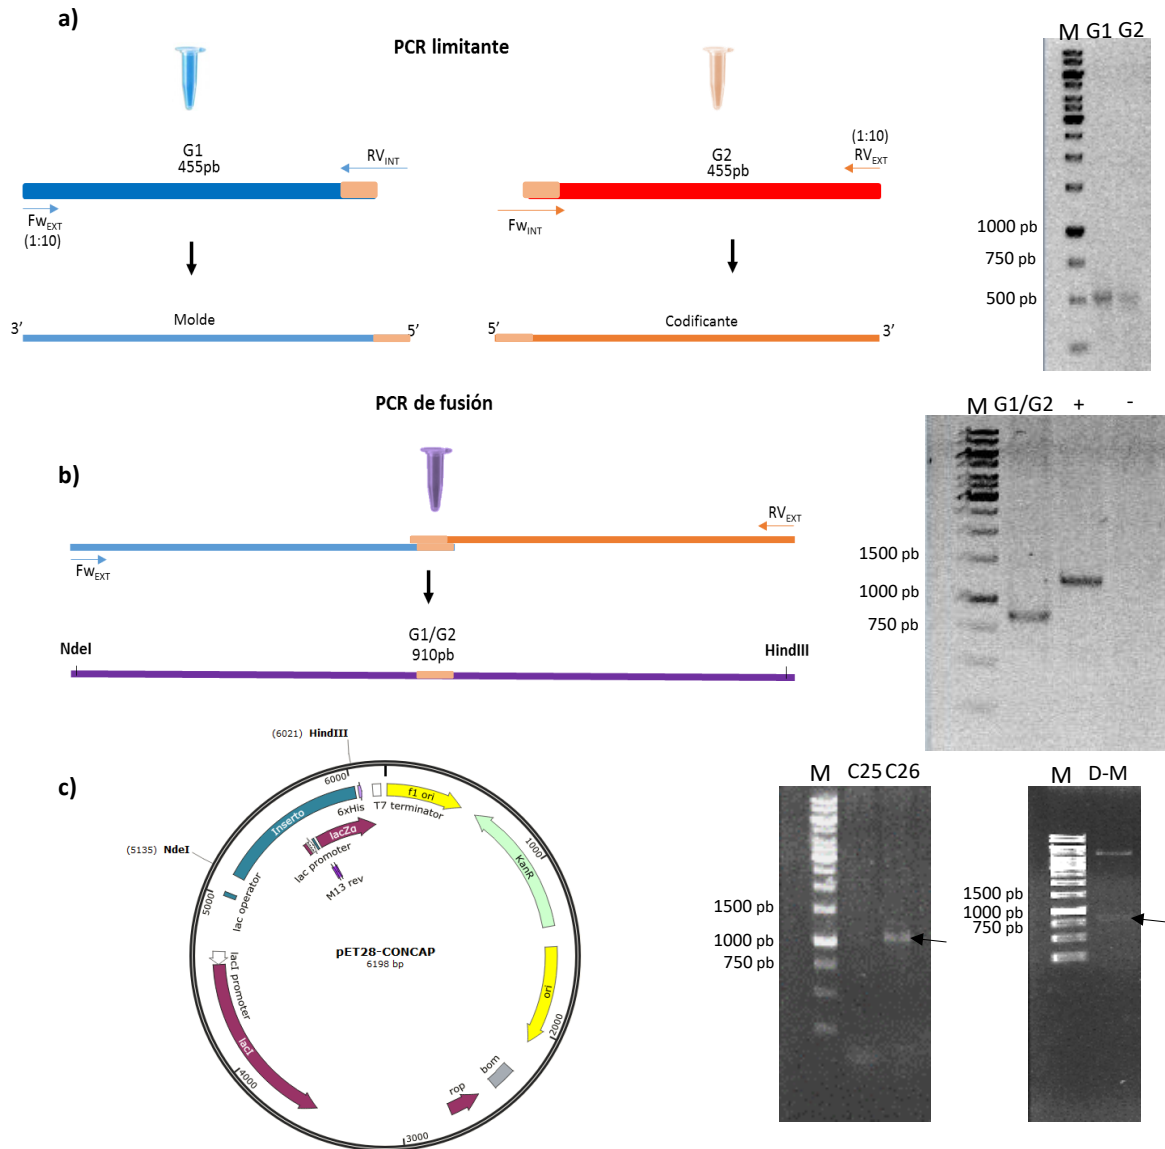 a)
PCR limitante
G1
455pb
RV INT
Fw EXT
(1:10)
G2
455pb
(1:10)
RV EXT
Fw INT
3’
Molde
5’
5’
Codificante
3’
M G1 G2
1000 pb
750 pb
500 pb
PCR de fusión
b)
RV EXT
Fw EXT
G1/G2
910pb
NdeI
HindIII
M G1/G2 + -
1500 pb
1000 pb
750 pb
c)
(6021) HindIII
(5135) NdeI
6000
1000
2000
3000
4000
5000
Inserto
6xHis
T7 terminator
f1 ori
KanR
ori
bom
rop
lacI
lacI promoter
lac operator
lac promoter
lacZα
M13 rev
pET28-CONCAP
6198 bp
M C25 C26
1500 pb
1000 pb
750 pb
M D-M
1500 pb
1000 pb
750 pb